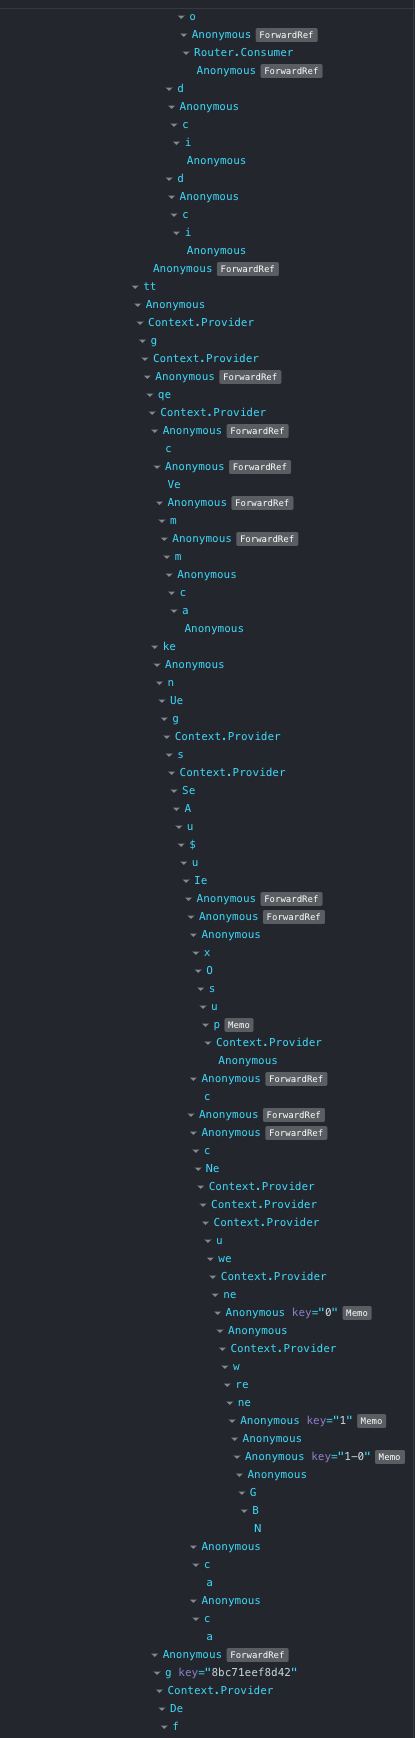 o
Anonymous ForwardRef
Router.Consumer
Anonymous ForwardRef
d
Anonymous
c
i
Anonymous
d
Anonymous
c
i
Anonymous
Anonymous ForwardRef
tt
Anonymous
Context.Provider
g
Context.Provider
Anonymous ForwardRef
qe
Context.Provider
Anonymous ForwardRef
c
Anonymous ForwardRef
Ve
Anonymous ForwardRef
m
Anonymous ForwardRef
m
Anonymous
c
a
Anonymous
ke
Anonymous
n
Ue
g
Context.Provider
s
Context.Provider
Se
A
u
$
u
Ie
Anonymous ForwardRef
Anonymous ForwardRef
Anonymous
x
O
s
u
p Memo
Context.Provider
Anonymous
Anonymous ForwardRef
c
Anonymous ForwardRef
Anonymous ForwardRef
c
Ne
Context.Provider
Context.Provider
Context.Provider
u
we
Context.Provider
ne
Anonymous key="0" Memo
Anonymous
Context.Provider
w
re
ne
Anonymous key="1" Memo
Anonymous
Anonymous key="1-0" Memo
Anonymous
G
B
N
Anonymous
c
a
Anonymous
c
a
Anonymous ForwardRef
g key="8bc71eef8d42"
Context.Provider
De
f